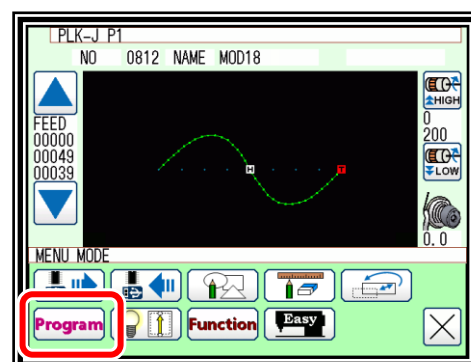 PLK-J P1
NO 0812 NAME MOD18
HIGH
FEED
00000
00049
00039
0
200
LOW
H
T
0.0
MENU MODE
Program
Function
Easy